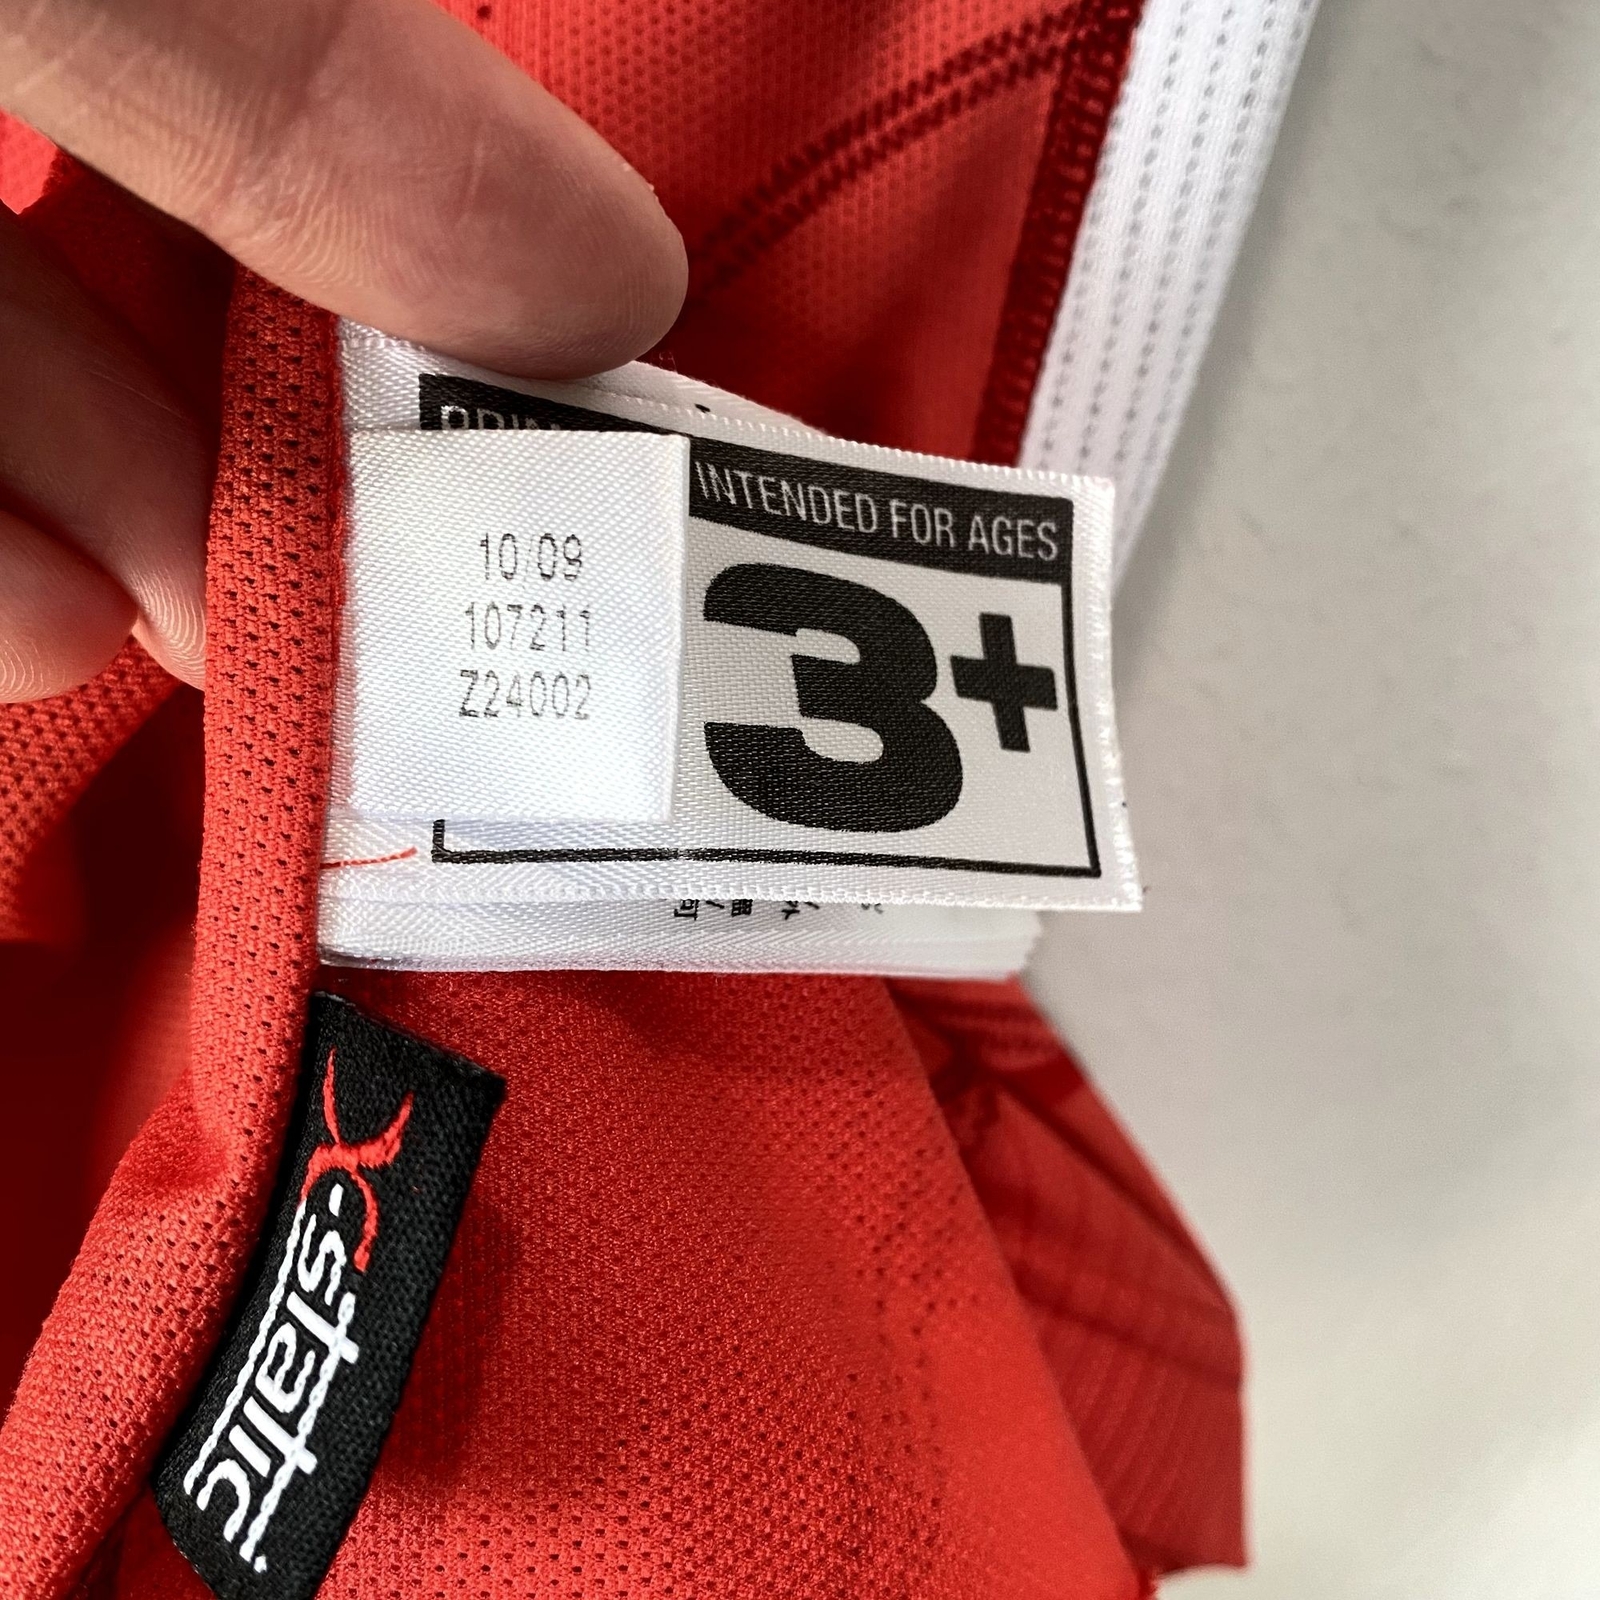 INTENDED FOR AGES
3+
10/09
107211
Z24002
X-static